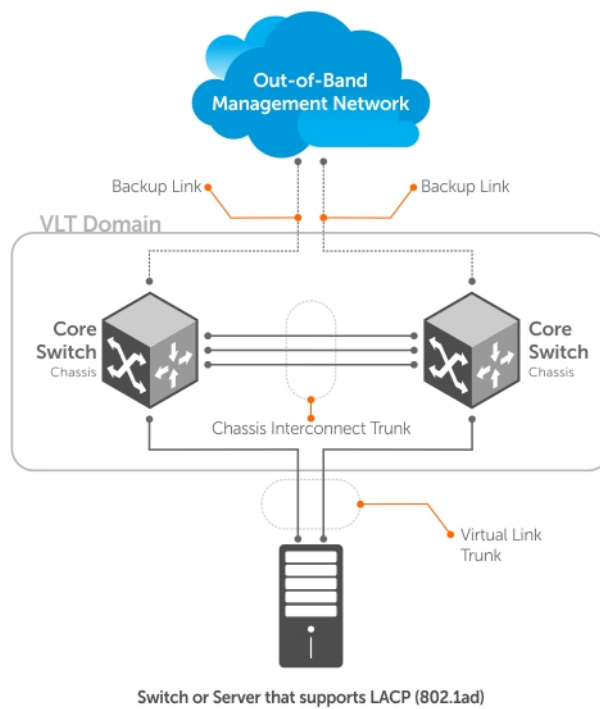 Out-of-Band
Management Network
Backup Link
Backup Link
VLT Domain
Core
Switch
Chassis
Core
Switch
Chassis
Chassis Interconnect Trunk
Virtual Link
Trunk
Switch or Server that supports LACP (802.1ad)